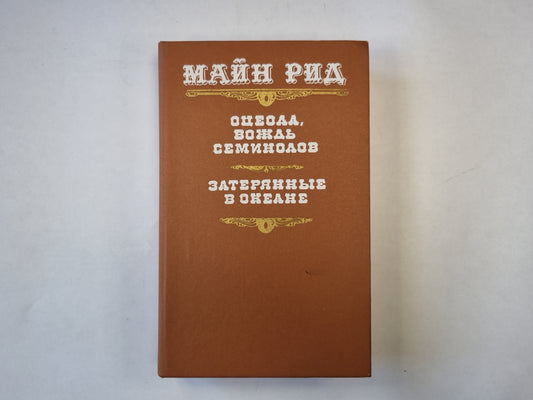 МАЙН РИД
ОЦЕОЛА,
ВОЖДЬ
СЕМИНОЛОВ
ЗАТЕРЯННЫЕ
В ОКЕАНЕ